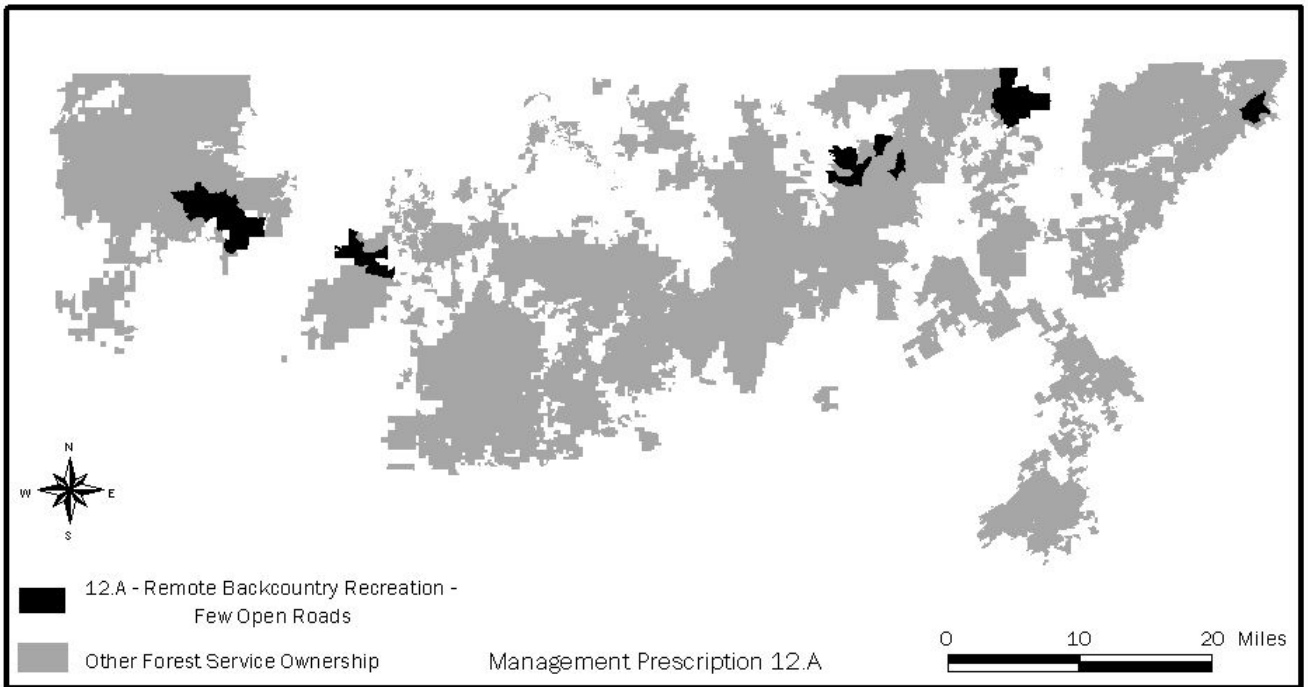 N
W E
S
12.A - Remote Backcountry Recreation -
Few Open Roads
Other Forest Service Ownership
Management Prescription 12.A
0 10 20 Miles